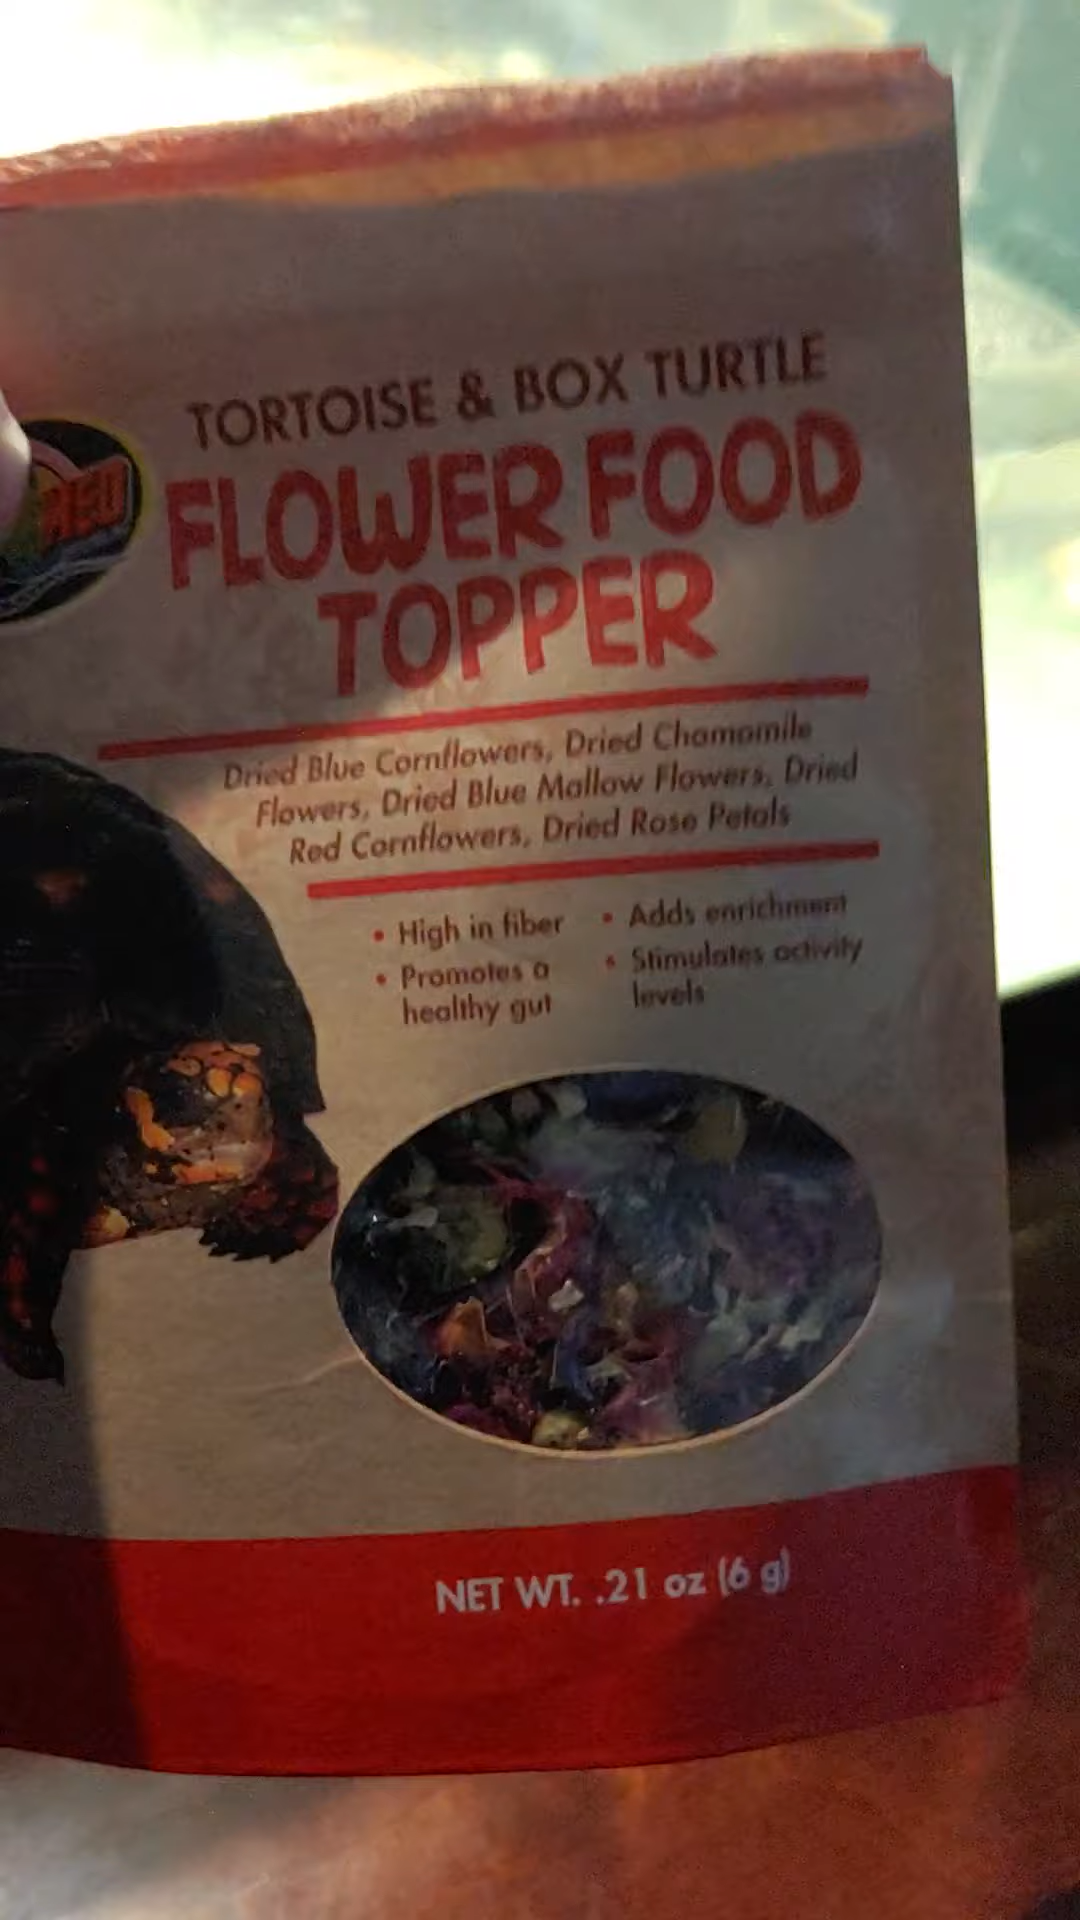 TORTOISE & BOX TURTLE
FLOWER FOOD
TOPPER
Dried Blue Cornflowers, Dried Chamomile
Flowers, Dried Blue Mallow Flowers, Dried
Red Cornflowers, Dried Rose Petals
• High in fiber
• Promotes a
healthy gut
• Adds enrichment
• Stimulates activity
levels
NET WT. .21 oz (6 g)